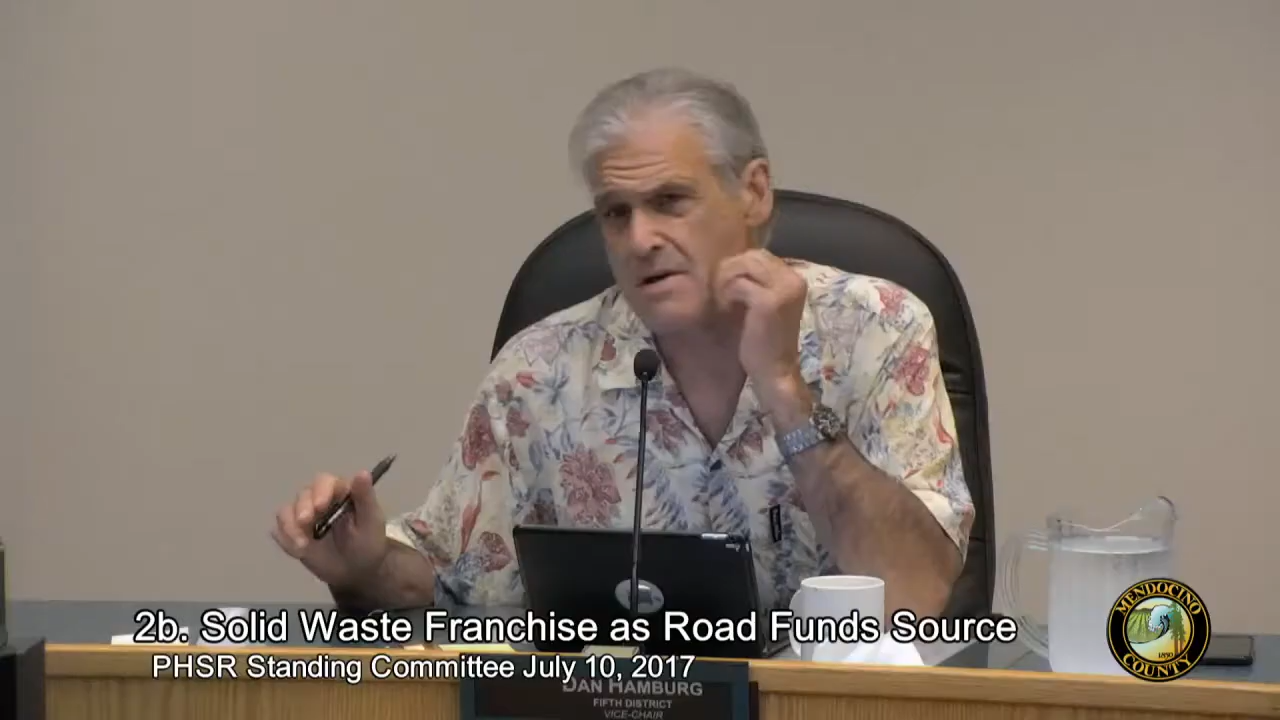 2b. Solid Waste Franchise as Road Funds Source
PHSR Standing Committee July 10, 2017
DAN HAMBURG
FIFTH DISTRICT
VICE-CHAIR
MENDOCINO
1850
COUNTY